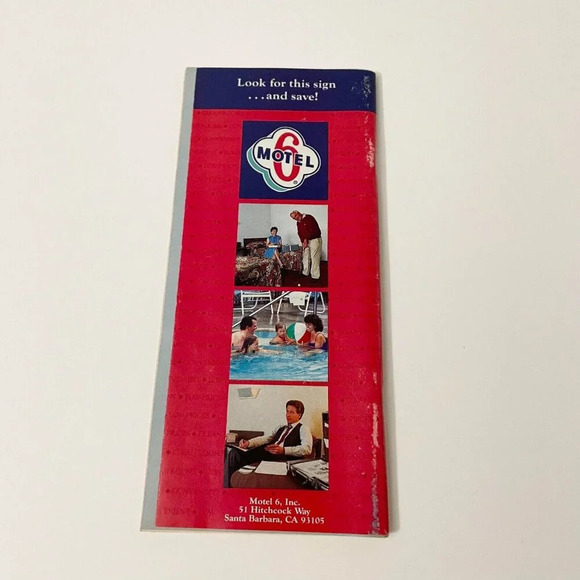 Look for this sign
...and save!
MOTEL
6
Motel 6, Inc.
51 Hitchcock Way
Santa Barbara, CA 93105